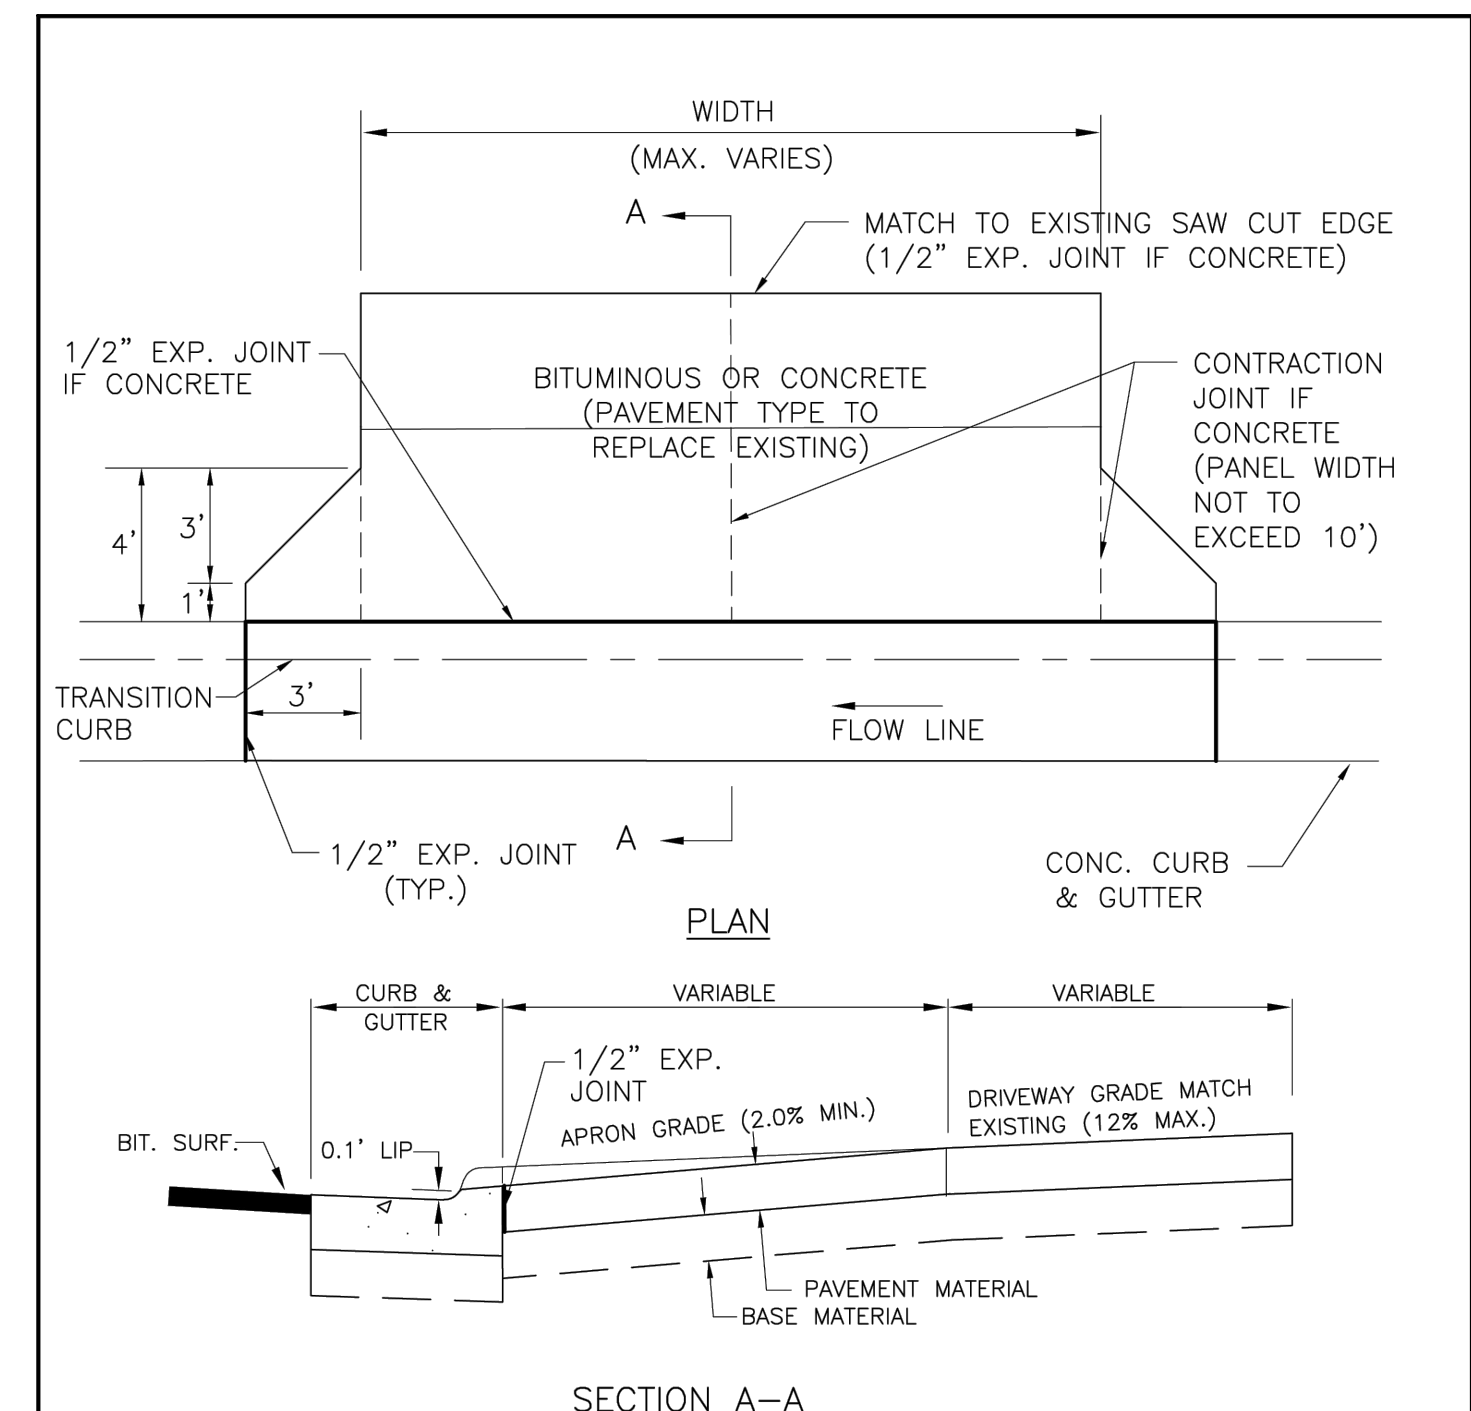 WIDTH
(MAX. VARIES)
A
MATCH TO EXISTING SAW CUT EDGE
(1/2" EXP. JOINT IF CONCRETE)
1/2" EXP. JOINT
IF CONCRETE
BITUMINOUS OR CONCRETE
(PAVEMENT TYPE TO
REPLACE EXISTING)
CONTRACTION
JOINT IF
CONCRETE
(PANEL WIDTH
NOT TO
EXCEED 10')
4'
3'
1'
TRANSITION
CURB
3'
FLOW LINE
1/2" EXP. JOINT
(TYP.)
A
CONC. CURB
& GUTTER
PLAN
CURB &
GUTTER
VARIABLE
VARIABLE
1/2" EXP.
JOINT
APRON GRADE (2.0% MIN.)
DRIVEWAY GRADE MATCH
EXISTING (12% MAX.)
BIT. SURF.
0.1' LIP
PAVEMENT MATERIAL
BASE MATERIAL
SECTION A-A